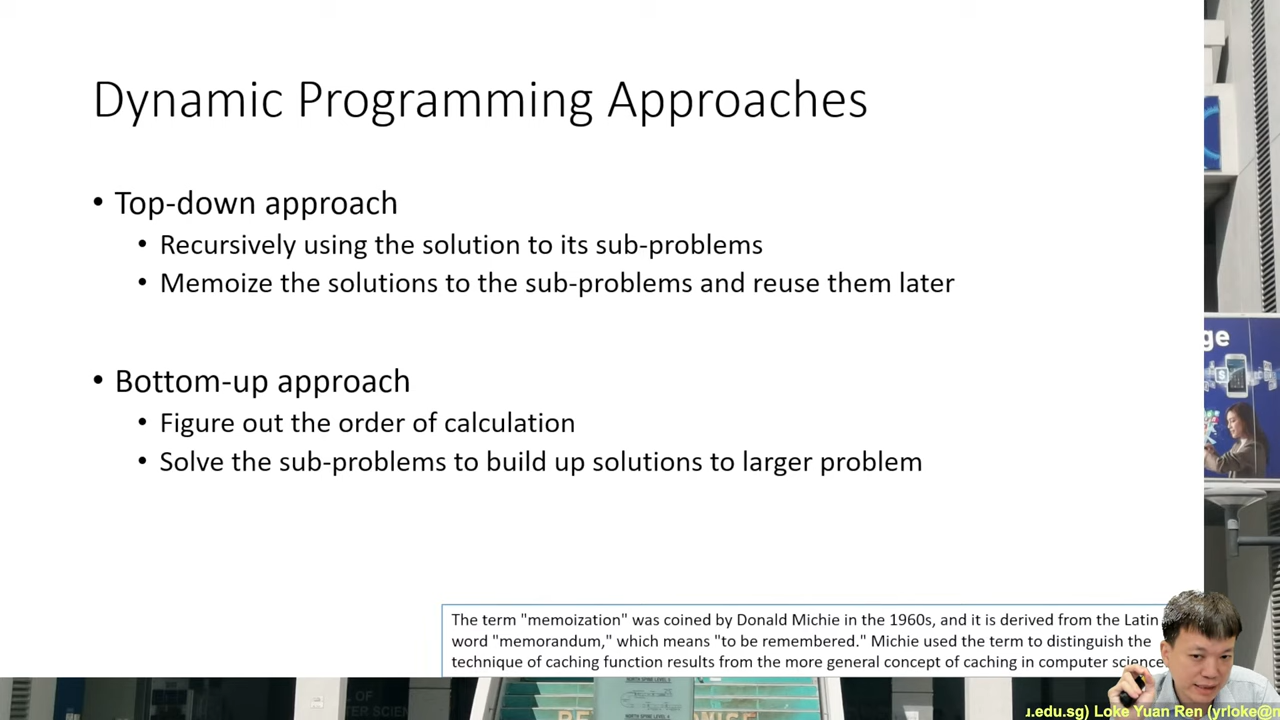 Dynamic Programming Approaches
• Top-down approach
• Recursively using the solution to its sub-problems
• Memoize the solutions to the sub-problems and reuse them later
• Bottom-up approach
• Figure out the order of calculation
• Solve the sub-problems to build up solutions to larger problem
The term "memoization" was coined by Donald Michie in the 1960s, and it is derived from the Latin
word "memorandum," which means "to be remembered." Michie used the term to distinguish the
technique of caching function results from the more general concept of caching in computer science
ge
S
NORTH SPINE LEVEL
OF
.edu.sg) Loke Yuan Ren (yrloke@n